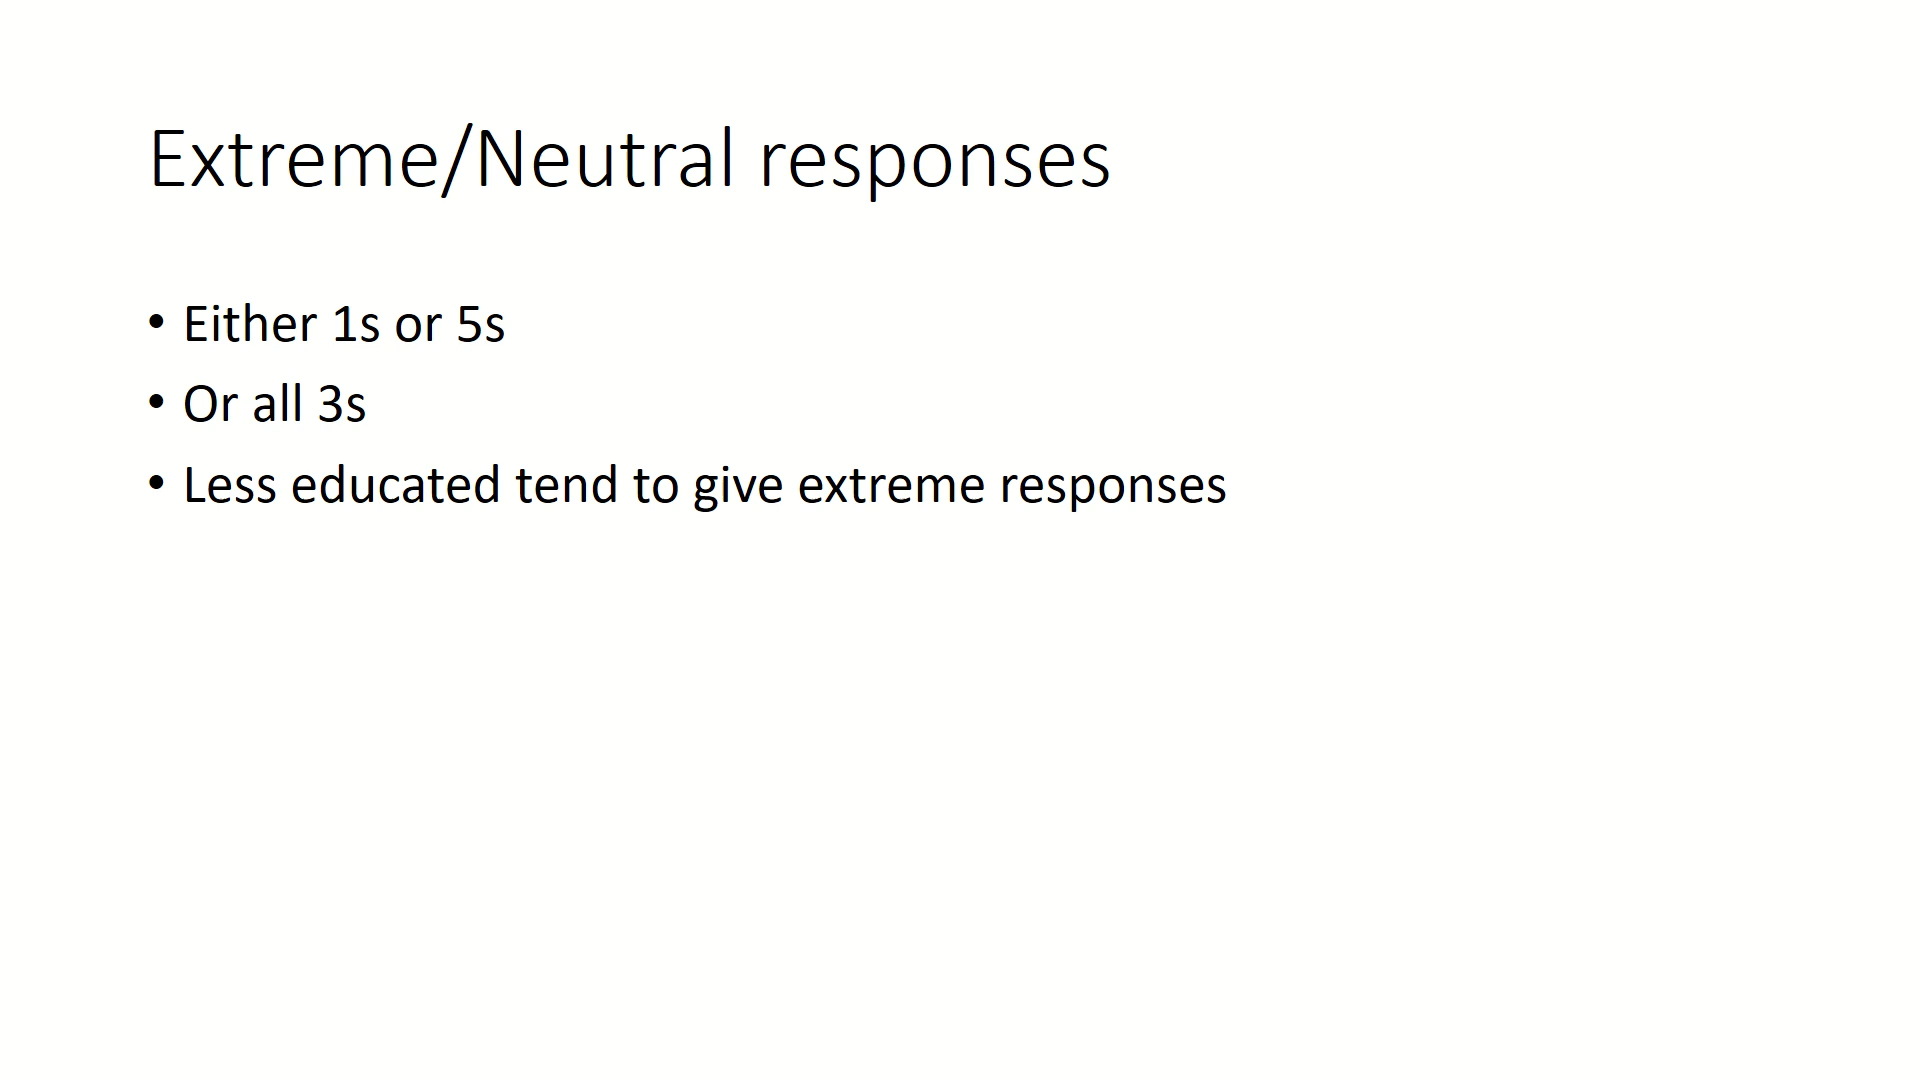 Extreme/Neutral responses
• Either 1s or 5s
• Or all 3s
• Less educated tend to give extreme responses